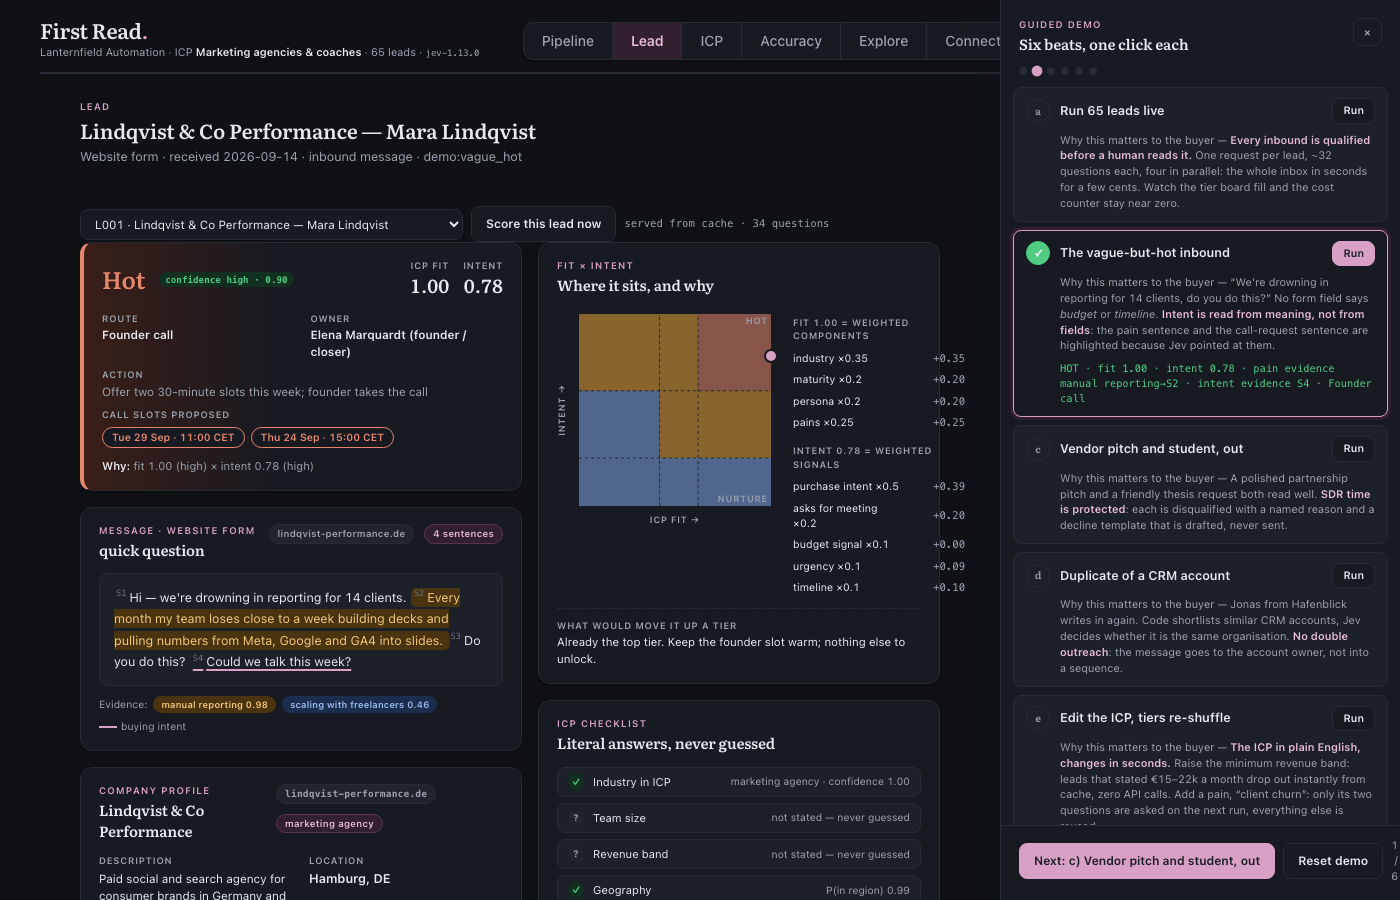 First Read.
Lanternfield Automation · ICP Marketing agencies & coaches · 65 leads · jev-1.13.0
Pipeline
Lead
ICP
Accuracy
Explore
Connect
LEAD
Lindqvist & Co Performance — Mara Lindqvist
Website form · received 2026-09-14 · inbound message · demo:vague_hot
L001 · Lindqvist & Co Performance — Mara Lindqvist
Score this lead now
served from cache · 34 questions
Hot
confidence high · 0.90
ICP FIT
1.00
INTENT
0.78
ROUTE
Founder call
OWNER
Elena Marquardt (founder /
closer)
ACTION
Offer two 30-minute slots this week; founder takes the call
CALL SLOTS PROPOSED
Tue 29 Sep · 11:00 CET
Thu 24 Sep · 15:00 CET
Why: fit 1.00 (high) × intent 0.78 (high)
MESSAGE · WEBSITE FORM
quick question
lindqvist-performance.de
4 sentences
S1 Hi — we're drowning in reporting for 14 clients. S2 Every
month my team loses close to a week building decks and
pulling numbers from Meta, Google and GA4 into slides. S3 Do
you do this? S4 Could we talk this week?
Evidence:
manual reporting 0.98
scaling with freelancers 0.46
buying intent
COMPANY PROFILE
Lindqvist & Co
Performance
lindqvist-performance.de
marketing agency
DESCRIPTION
Paid social and search agency for
consumer brands in Germany and
LOCATION
Hamburg, DE
FIT × INTENT
Where it sits, and why
HOT
NURTURE
INTENT →
ICP FIT →
FIT 1.00 = WEIGHTED
COMPONENTS
industry ×0.35 +0.35
maturity ×0.2 +0.20
persona ×0.2 +0.20
pains ×0.25 +0.25
INTENT 0.78 = WEIGHTED
SIGNALS
purchase intent ×0.5 +0.39
asks for meeting
×0.2 +0.20
budget signal ×0.1 +0.00
urgency ×0.1 +0.09
timeline ×0.1 +0.10
WHAT WOULD MOVE IT UP A TIER
Already the top tier. Keep the founder slot warm; nothing else to
unlock.
ICP CHECKLIST
Literal answers, never guessed
✓ Industry in ICP marketing agency · confidence 1.00
? Team size not stated — never guessed
? Revenue band not stated — never guessed
✓ Geography P(in region) 0.99
GUIDED DEMO
Six beats, one click each
×
a
Run 65 leads live
Run
Why this matters to the buyer — Every inbound is qualified
before a human reads it. One request per lead, ~32
questions each, four in parallel: the whole inbox in seconds
for a few cents. Watch the tier board fill and the cost
counter stay near zero.
✓
The vague-but-hot inbound
Run
Why this matters to the buyer — “We're drowning in
reporting for 14 clients, do you do this?” No form field says
budget or timeline. Intent is read from meaning, not from
fields: the pain sentence and the call-request sentence are
highlighted because Jev pointed at them.
HOT · fit 1.00 · intent 0.78 · pain evidence
manual reporting→S2 · intent evidence S4 · Founder
call
c
Vendor pitch and student, out
Run
Why this matters to the buyer — A polished partnership
pitch and a friendly thesis request both read well. SDR time
is protected: each is disqualified with a named reason and a
decline template that is drafted, never sent.
d
Duplicate of a CRM account
Run
Why this matters to the buyer — Jonas from Hafenblick
writes in again. Code shortlists similar CRM accounts, Jev
decides whether it is the same organisation. No double
outreach: the message goes to the account owner, not into
a sequence.
e
Edit the ICP, tiers re-shuffle
Run
Why this matters to the buyer — The ICP in plain English,
changes in seconds. Raise the minimum revenue band:
leads that stated €15–22k a month drop out instantly from
cache, zero API calls. Add a pain, “client churn”: only its two
questions are asked on the next run, everything else is
Next: c) Vendor pitch and student, out
Reset demo
1
/
6